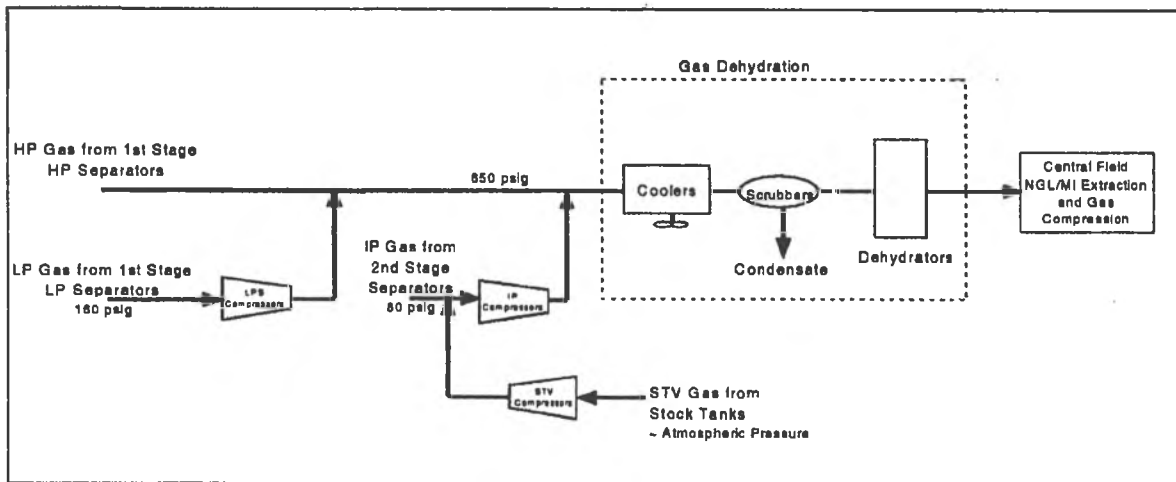 Gas Dehydration
HP Gas from 1st Stage
HP Separators
650 psig
Coolers
Scrubbers
Central Field
NGL/MI Extraction
and Gas
Compression
Condensate
Dehydrators
LP Gas from 1st Stage
LP Separators
160 psig
LPS
Compressors
IP Gas from
2nd Stage
Separators
80 psig
IP
Compressors
STV
Compressors
STV Gas from
Stock Tanks
~ Atmospheric Pressure